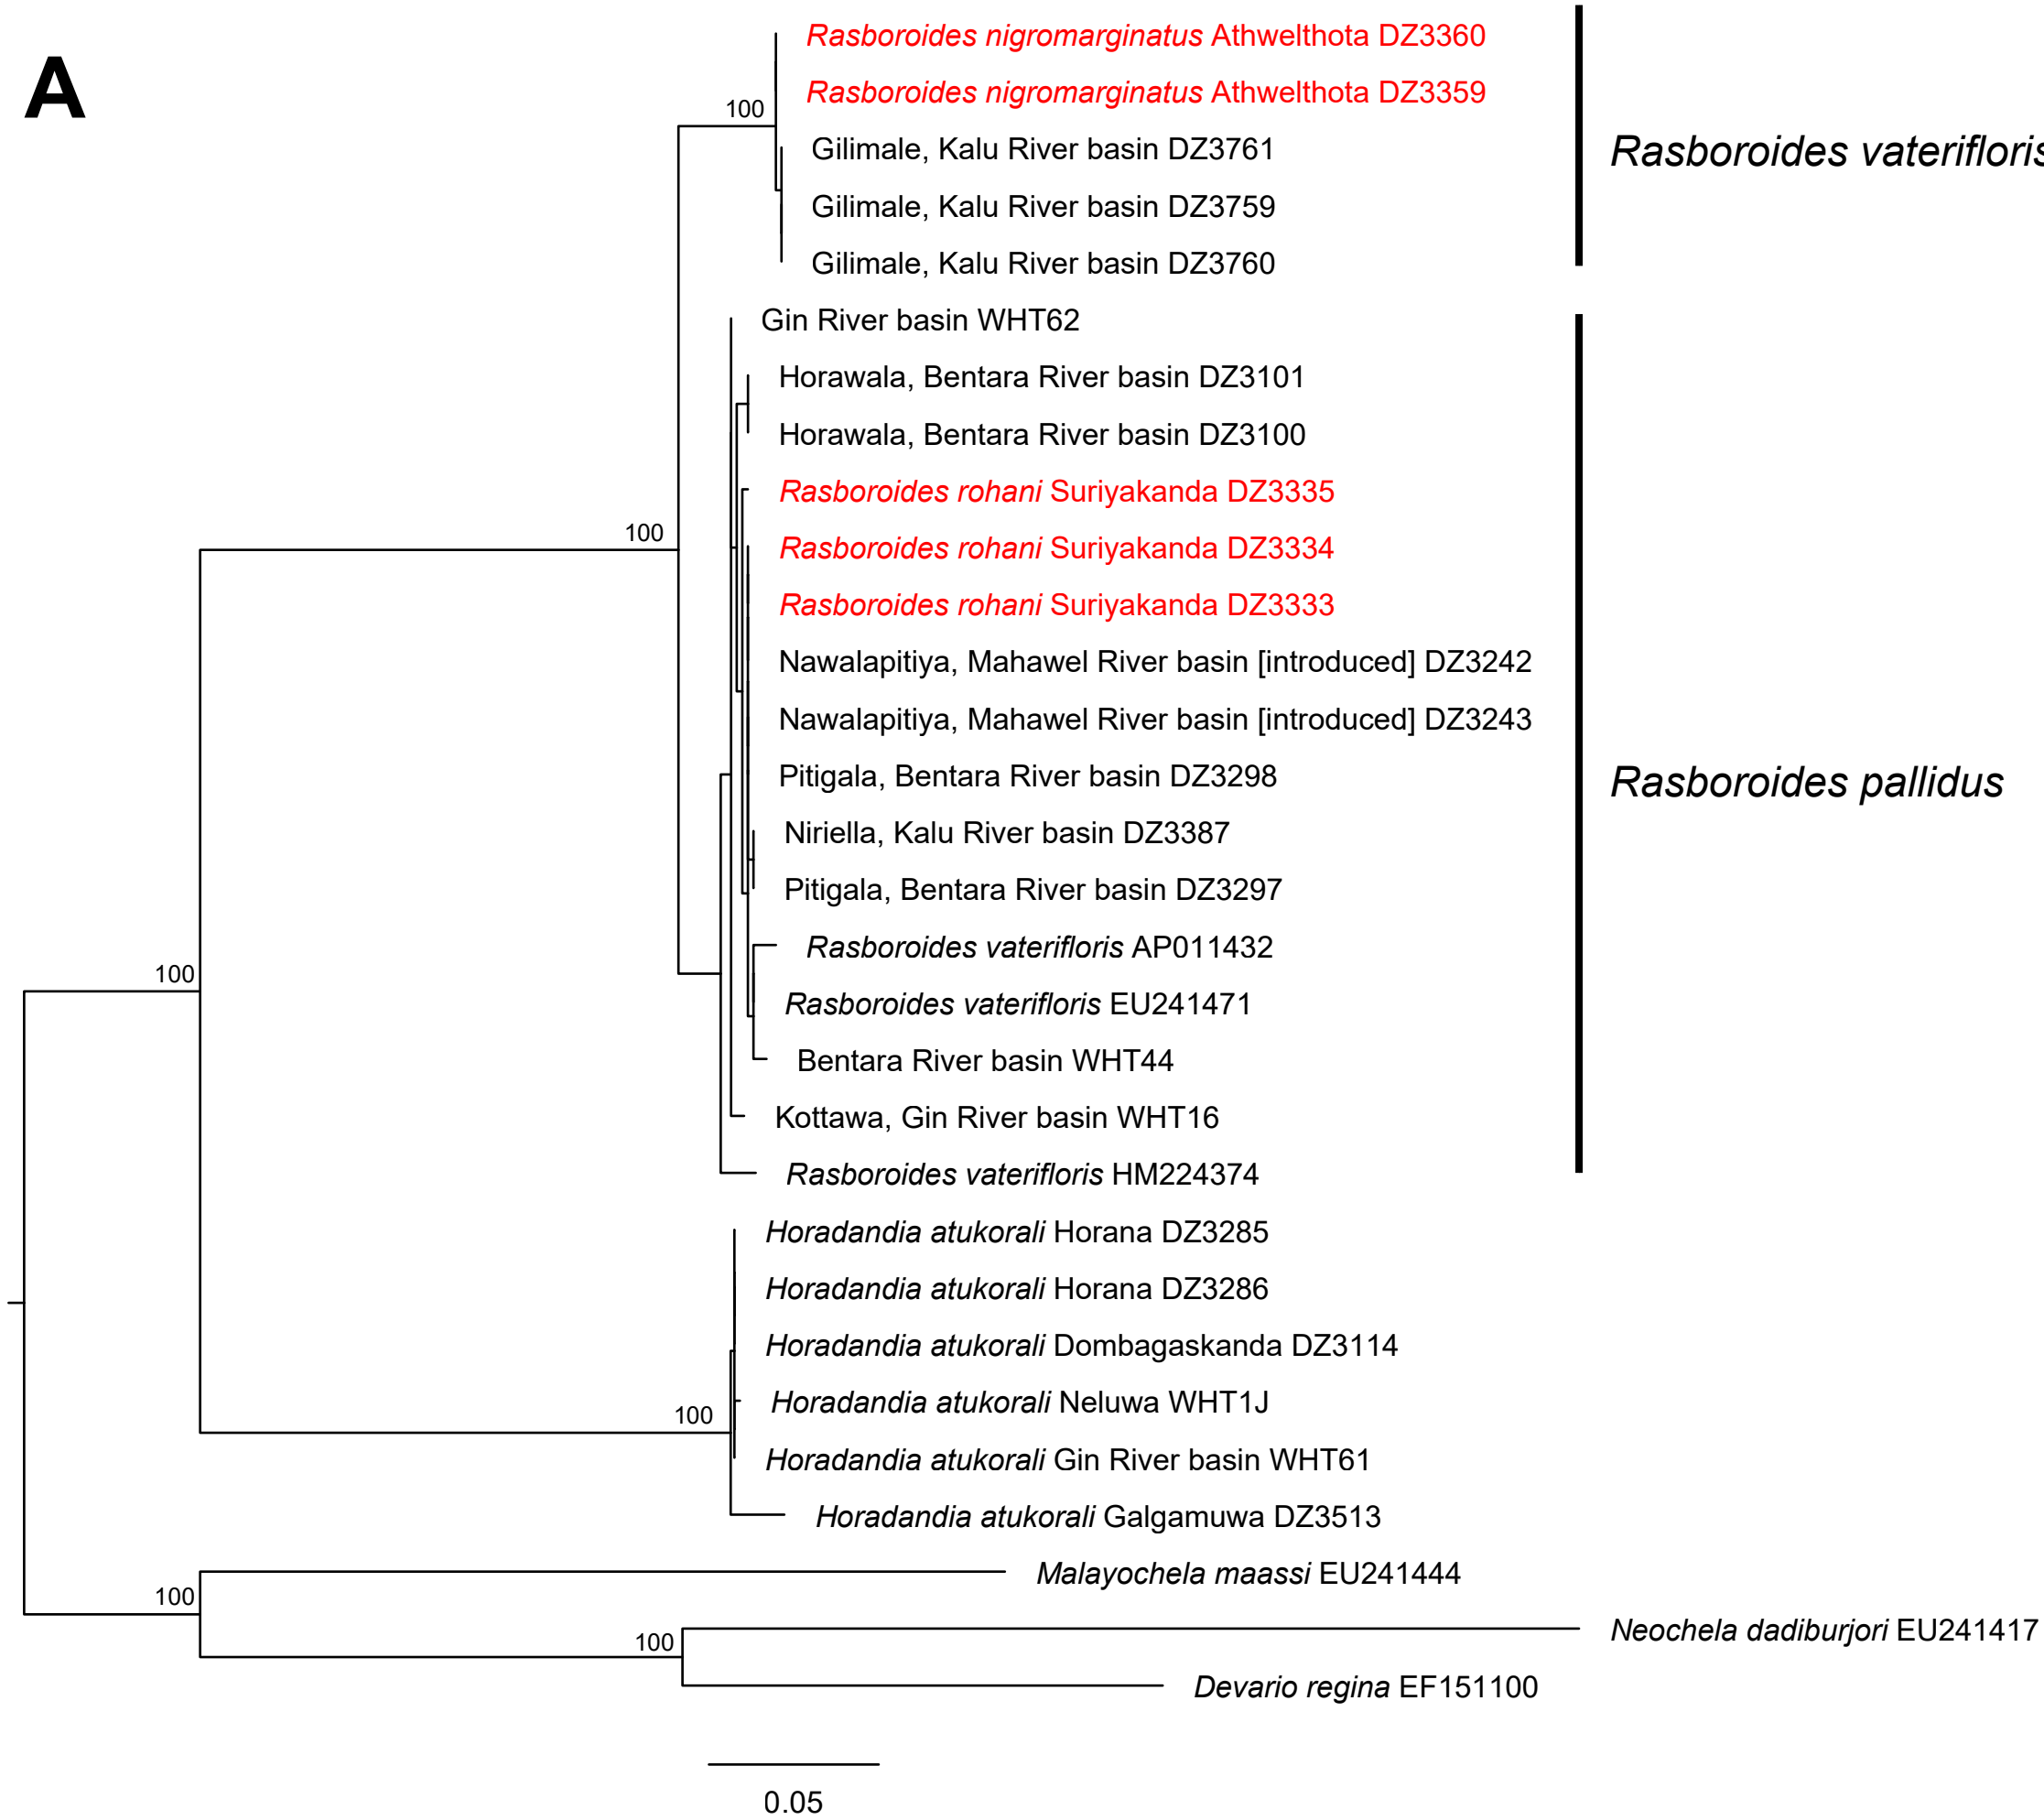 A
Rasboroides nigromarginatus Athwelthota DZ3360
Rasboroides nigromarginatus Athwelthota DZ3359
100
Gilimale, Kalu River basin DZ3761
Rasboroides vaterifloris
Gilimale, Kalu River basin DZ3759
Gilimale, Kalu River basin DZ3760
Gin River basin WHT62
Horawala, Bentara River basin DZ3101
Horawala, Bentara River basin DZ3100
Rasboroides rohani Suriyakanda DZ3335
100
Rasboroides rohani Suriyakanda DZ3334
Rasboroides rohani Suriyakanda DZ3333
Nawalapitiya, Mahawel River basin [introduced] DZ3242
Nawalapitiya, Mahawel River basin [introduced] DZ3243
Pitigala, Bentara River basin DZ3298
Rasboroides pallidus
Niriella, Kalu River basin DZ3387
Pitigala, Bentara River basin DZ3297
Rasboroides vaterifloris AP011432
100
Rasboroides vaterifloris EU241471
Bentara River basin WHT44
Kottawa, Gin River basin WHT16
Rasboroides vaterifloris HM224374
Horadandia atukorali Horana DZ3285
Horadandia atukorali Horana DZ3286
Horadandia atukorali Dombagaskanda DZ3114
Horadandia atukorali Neluwa WHT1J
100
Horadandia atukorali Gin River basin WHT61
Horadandia atukorali Galgamuwa DZ3513
Malayochela maassi EU241444
100
Neochela dadiburjori EU241417
100
Devario regina EF151100
0.05